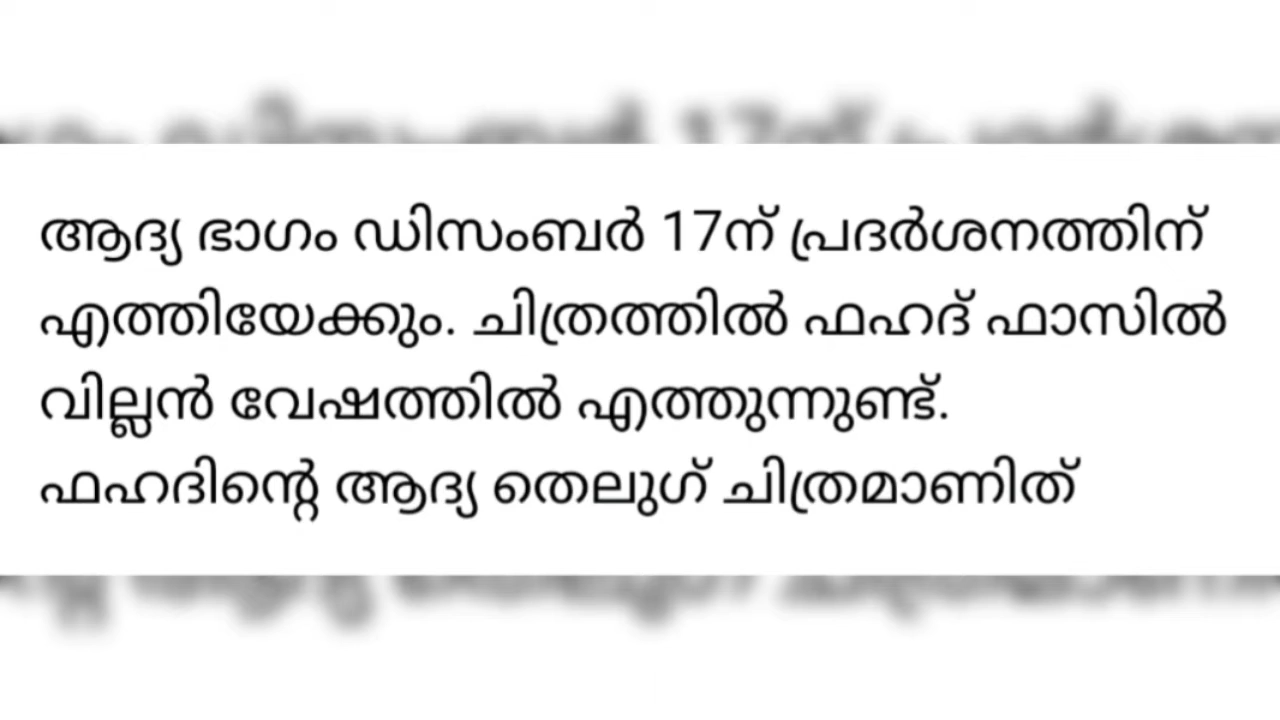 ആദ്യ ഭാഗം ഡിസംബർ 17ന് പ്രദർശനത്തിന്
എത്തിയേക്കും. ചിത്രത്തിൽ ഫഹദ് ഫാസിൽ
വില്ലൻ വേഷത്തിൽ എത്തുന്നുണ്ട്.
ഫഹദിന്റെ ആദ്യ തെലുഗ് ചിത്രമാണിത്